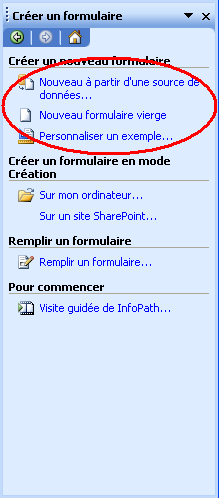 Créer un formulaire
Créer un nouveau formulaire
Nouveau à partir d'une source de
données...
Nouveau formulaire vierge
Personnaliser un exemple...
Créer un formulaire en mode
Création
Sur mon ordinateur...
Sur un site SharePoint...
Remplir un formulaire
Remplir un formulaire...
Pour commencer
Visite guidée de InfoPath...